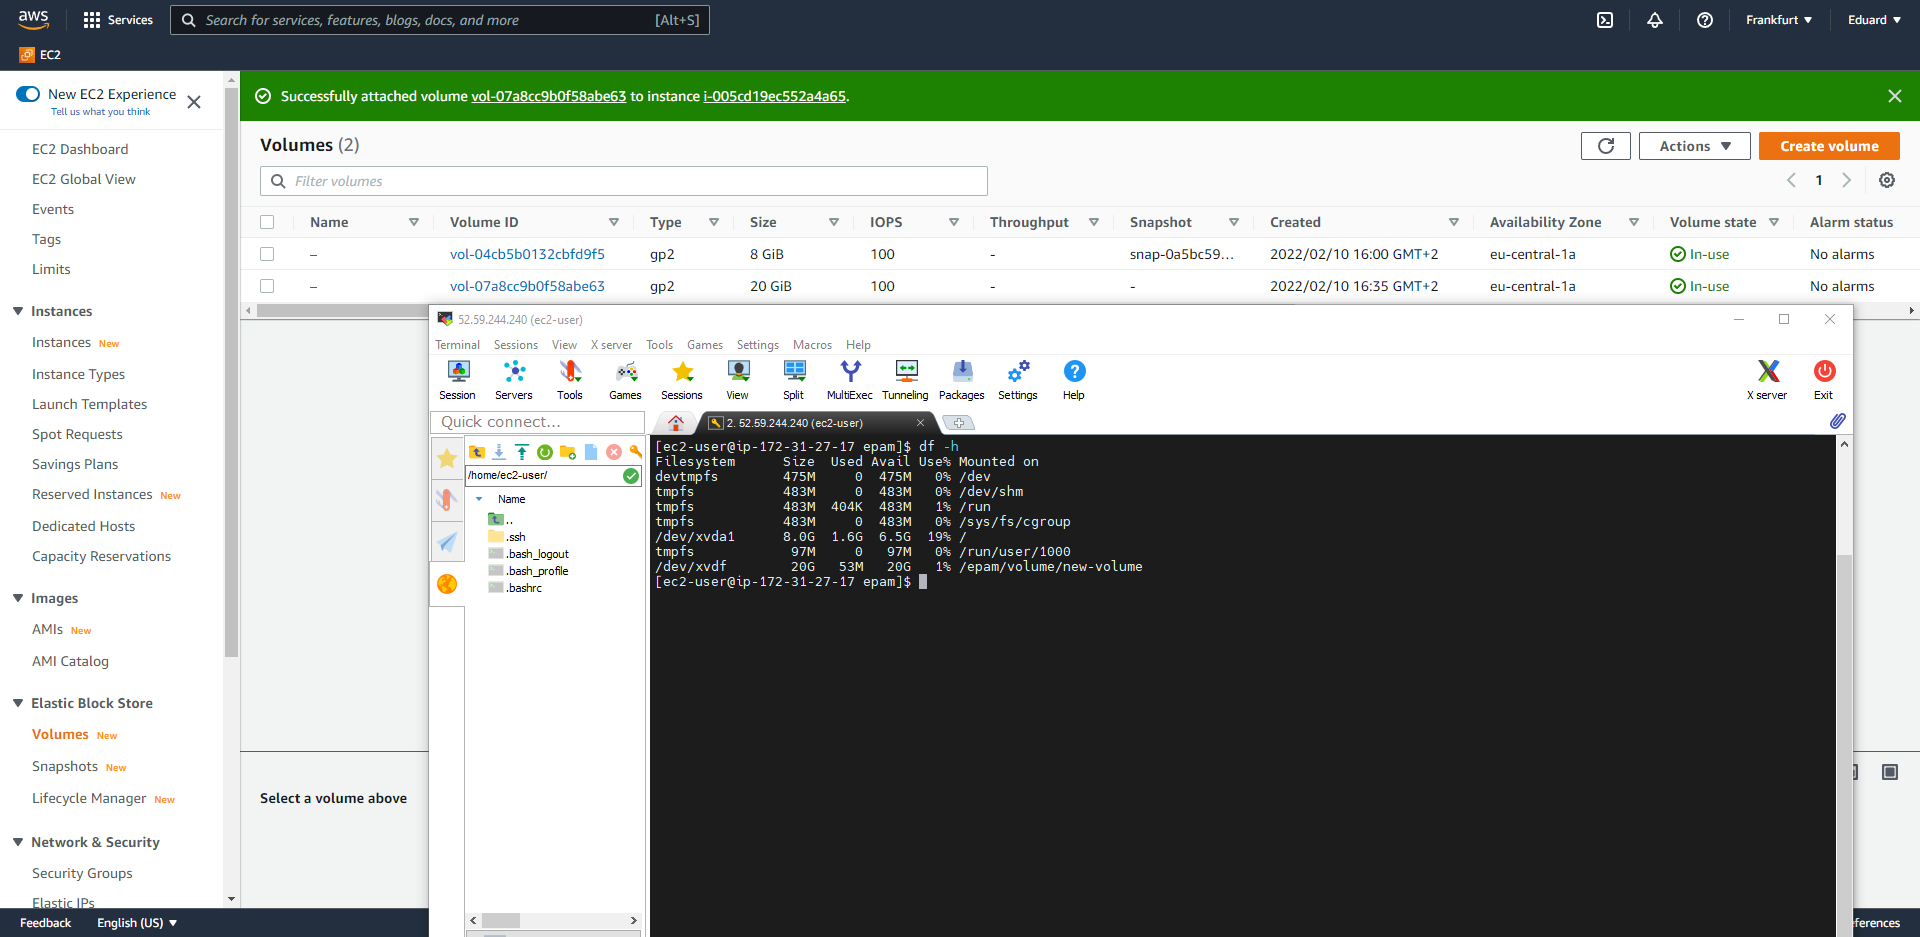 aws
Services
Search for services, features, blogs, docs, and more
[Alt+S]
Frankfurt ▼
Eduard ▼
EC2
New EC2 Experience
Tell us what you think
EC2 Dashboard
EC2 Global View
Events
Tags
Limits
Instances
Instances New
Instance Types
Launch Templates
Spot Requests
Savings Plans
Reserved Instances New
Dedicated Hosts
Capacity Reservations
Images
AMIs New
AMI Catalog
Elastic Block Store
Volumes New
Snapshots New
Lifecycle Manager New
Network & Security
Security Groups
Elastic IPs
Successfully attached volume vol-07a8cc9b0f58abe63 to instance i-005cd19ec552a4a65.
Volumes (2)
Actions ▼
Create volume
Filter volumes
1
Name Volume ID Type Size IOPS Throughput Snapshot Created Availability Zone Volume state Alarm status
– vol-04cb5b0132cbfd9f5 gp2 8 GiB 100 - snap-0a5bc59... 2022/02/10 16:00 GMT+2 eu-central-1a In-use No alarms
– vol-07a8cc9b0f58abe63 gp2 20 GiB 100 - - 2022/02/10 16:35 GMT+2 eu-central-1a In-use No alarms
Select a volume above
52.59.244.240 (ec2-user)
Terminal Sessions View X server Tools Games Settings Macros Help
Session Servers Tools Games Sessions View Split MultiExec Tunneling Packages Settings Help X server Exit
Quick connect...
2. 52.59.244.240 (ec2-user)
/home/ec2-user/
Name
..
.ssh
.bash_logout
.bash_profile
.bashrc
[ec2-user@ip-172-31-27-17 epam]$ df -h
Filesystem      Size  Used Avail Use% Mounted on
devtmpfs        475M     0  475M   0% /dev
tmpfs           483M     0  483M   0% /dev/shm
tmpfs           483M  404K  483M   1% /run
tmpfs           483M     0  483M   0% /sys/fs/cgroup
/dev/xvda1      8.0G  1.6G  6.5G  19% /
tmpfs            97M     0   97M   0% /run/user/1000
/dev/xvdf        20G   53M   20G   1% /epam/volume/new-volume
[ec2-user@ip-172-31-27-17 epam]$
Feedback
English (US) ▼
ferences